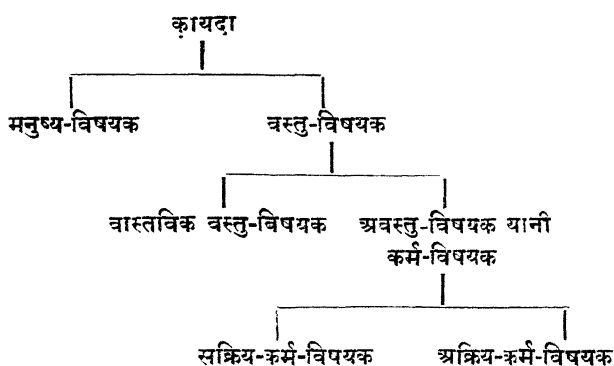 क़ायदा
मनुष्य-विषयक वस्तु-विषयक
वास्तविक वस्तु-विषयक अवस्तु-विषयक यानी
कर्म-विषयक
सक्रिय-कर्म-विषयक अक्रिय-कर्म-विषयक